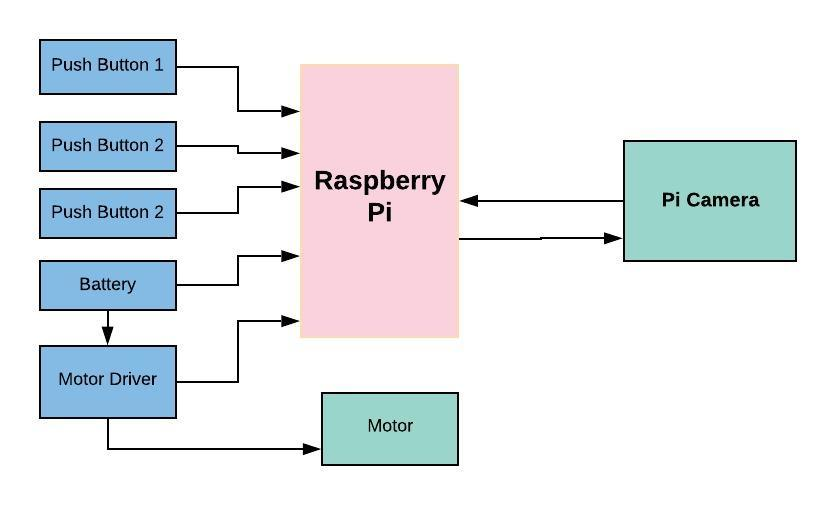 Push Button 1
Push Button 2
Push Button 2
Battery
Motor Driver
Raspberry
Pi
Motor
Pi Camera